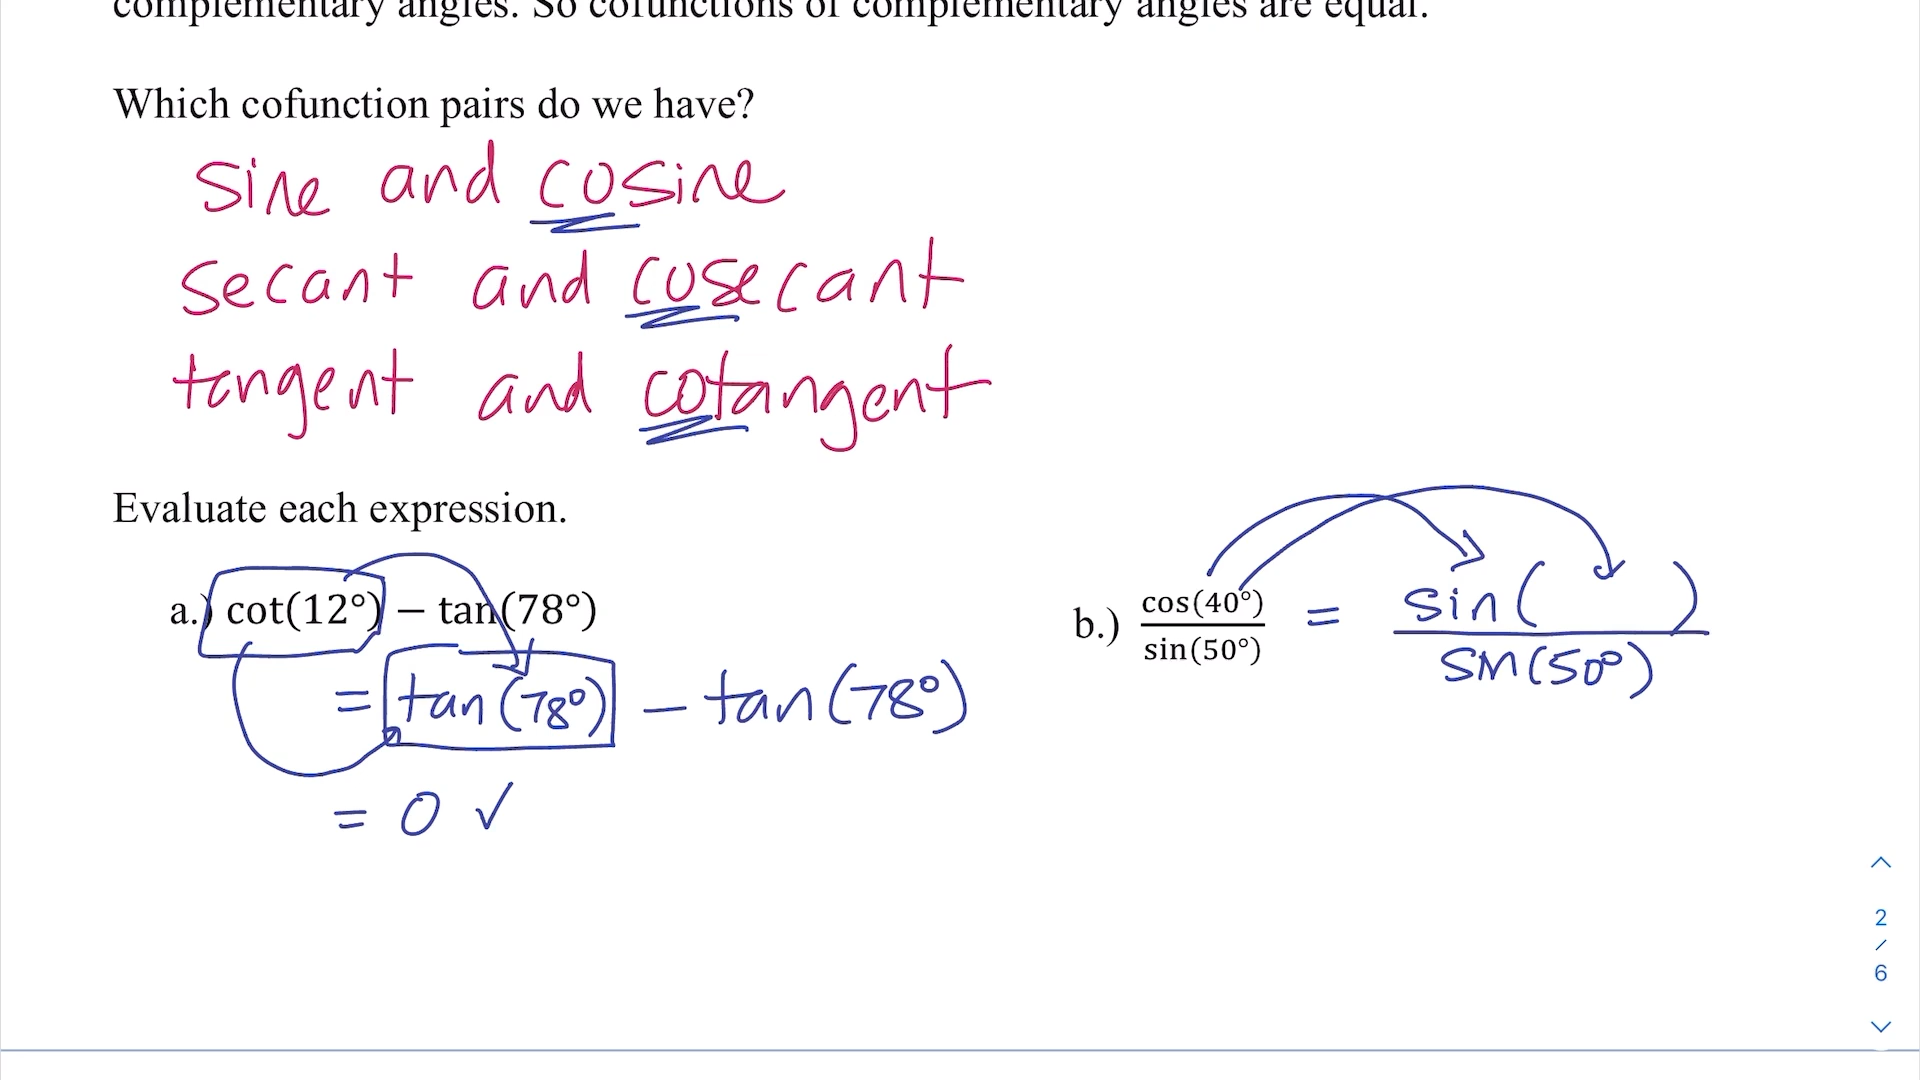 complementary angles. So cofunctions of complementary angles are equal.
Which cofunction pairs do we have?
sine and cosine
secant and cosecant
tangent and cotangent
Evaluate each expression.
a.) cot(12°) − tan(78°)
= tan(78°) − tan(78°)
= 0 ✓
b.) cos(40°)/sin(50°) = sin( )/sin(50°)
2
/
6